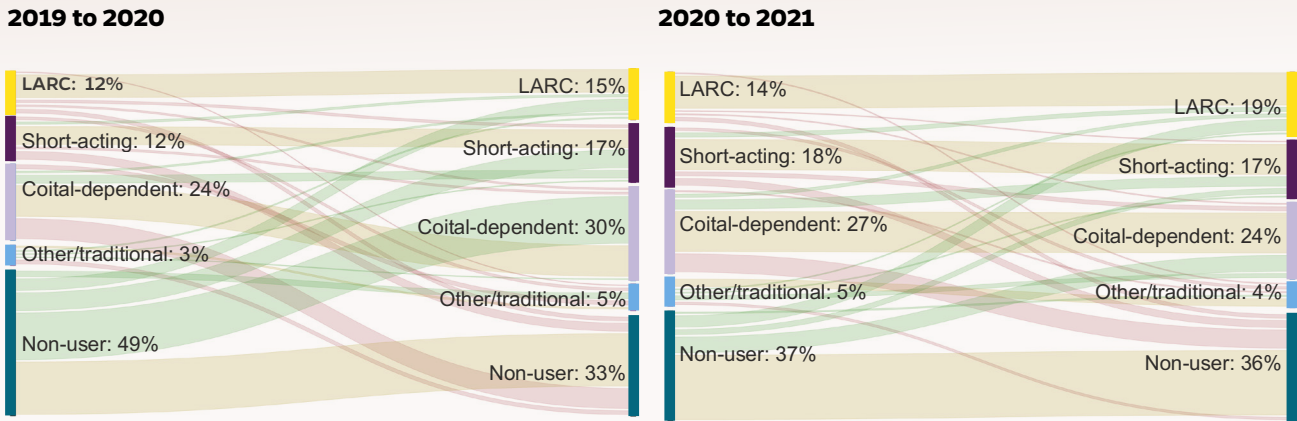 2019 to 2020
LARC: 12%
Short-acting: 12%
Coital-dependent: 24%
Other/traditional: 3%
Non-user: 49%
LARC: 15%
Short-acting: 17%
Coital-dependent: 30%
Other/traditional: 5%
Non-user: 33%
2020 to 2021
LARC: 14%
Short-acting: 18%
Coital-dependent: 27%
Other/traditional: 5%
Non-user: 37%
LARC: 19%
Short-acting: 17%
Coital-dependent: 24%
Other/traditional: 4%
Non-user: 36%